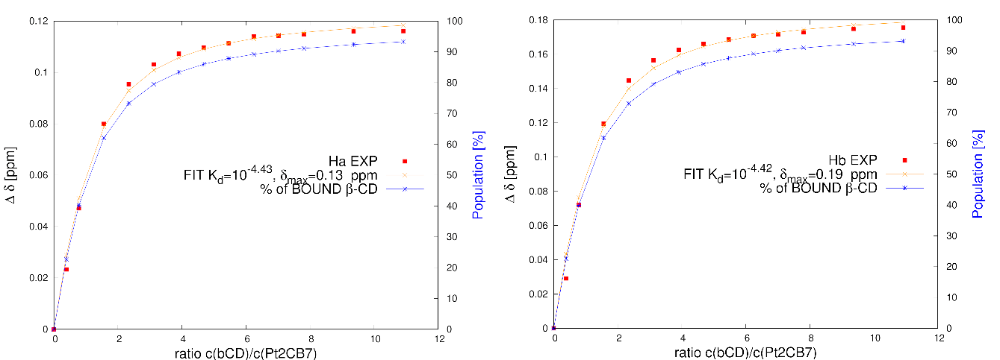 0.12
0.1
0.08
0.06
0.04
0.02
0
0 2 4 6 8 10 12
100
90
80
70
60
50
40
30
20
10
0
Δ δ [ppm]
Population [%]
ratio c(bCD)/c(Pt2CB7)
Ha EXP
FIT Kd=10-4.43, δmax=0.13 ppm
% of BOUND β-CD
0.18
0.16
0.14
0.12
0.1
0.08
0.06
0.04
0.02
0
0 2 4 6 8 10 12
100
90
80
70
60
50
40
30
20
10
0
Δ δ [ppm]
Population [%]
ratio c(bCD)/c(Pt2CB7)
Hb EXP
FIT Kd=10-4.42, δmax=0.19 ppm
% of BOUND β-CD